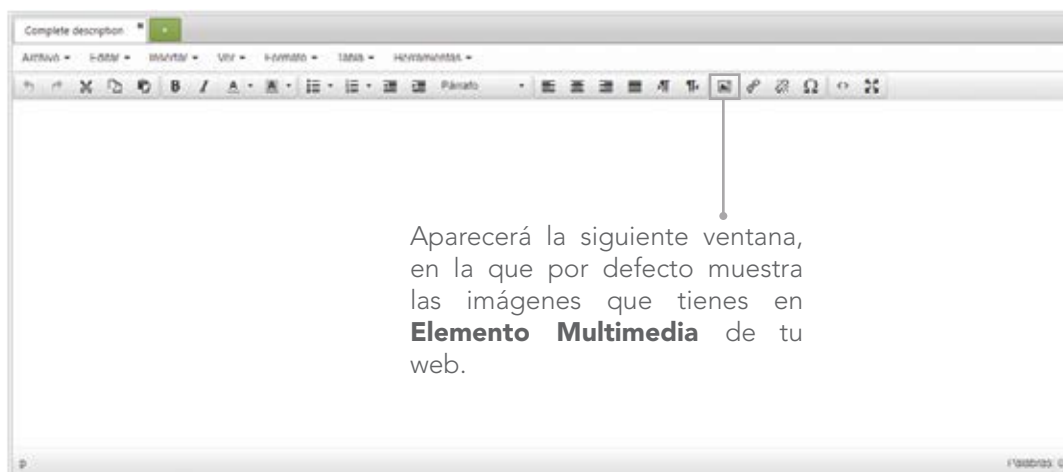 Complete description
Archivo Editar Insertar Ver Formato Tabla Herramientas
B I A A Párrafo Ω
Aparecerá la siguiente ventana,
en la que por defecto muestra
las imágenes que tienes en
Elemento Multimedia de tu
web.
p Palabras: